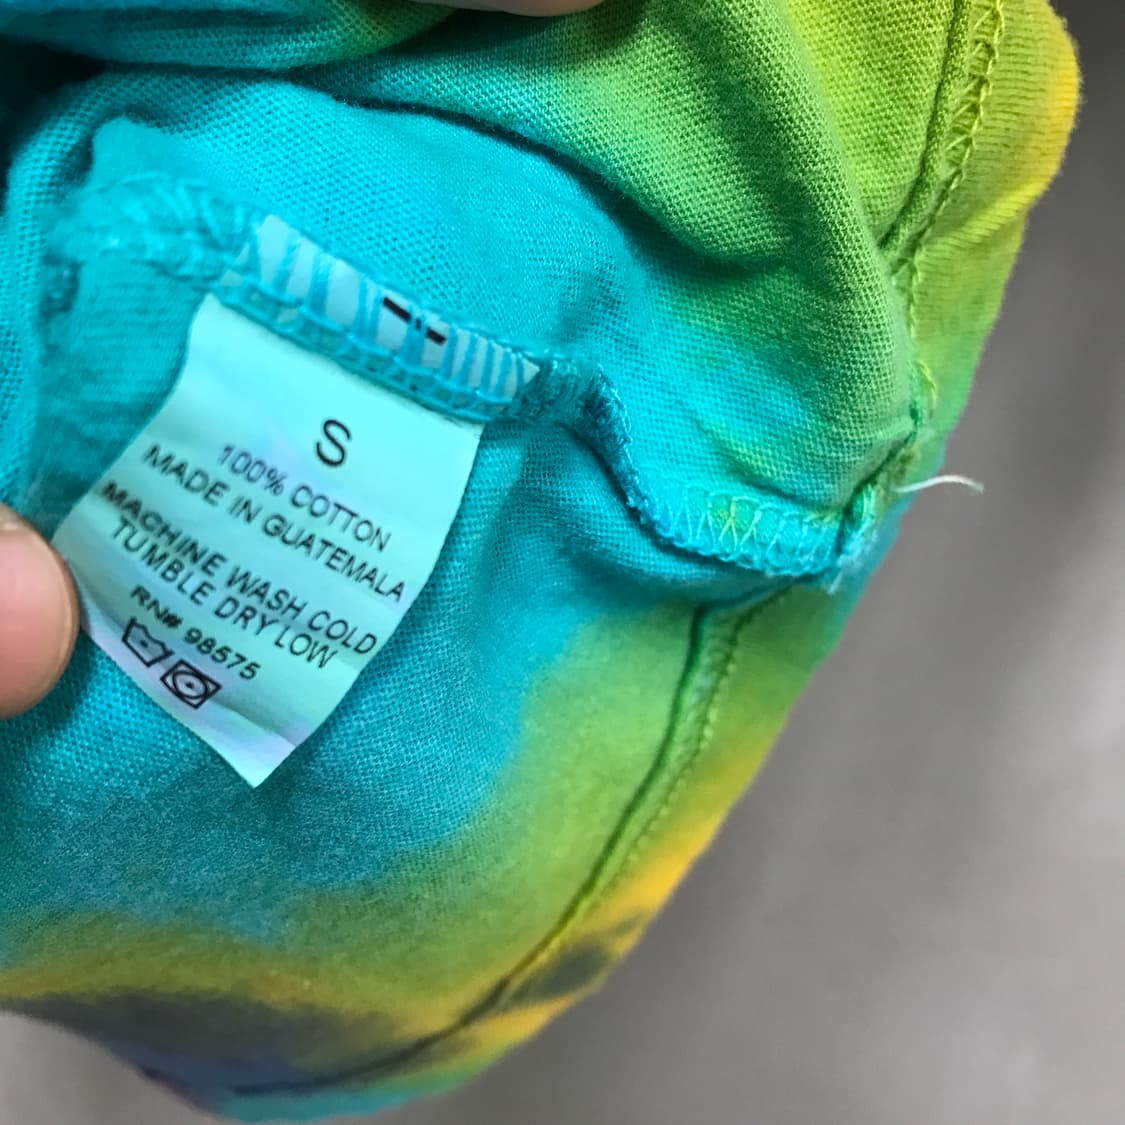 S
100% COTTON
MADE IN GUATEMALA
MACHINE WASH COLD
TUMBLE DRY LOW
RN# 98575